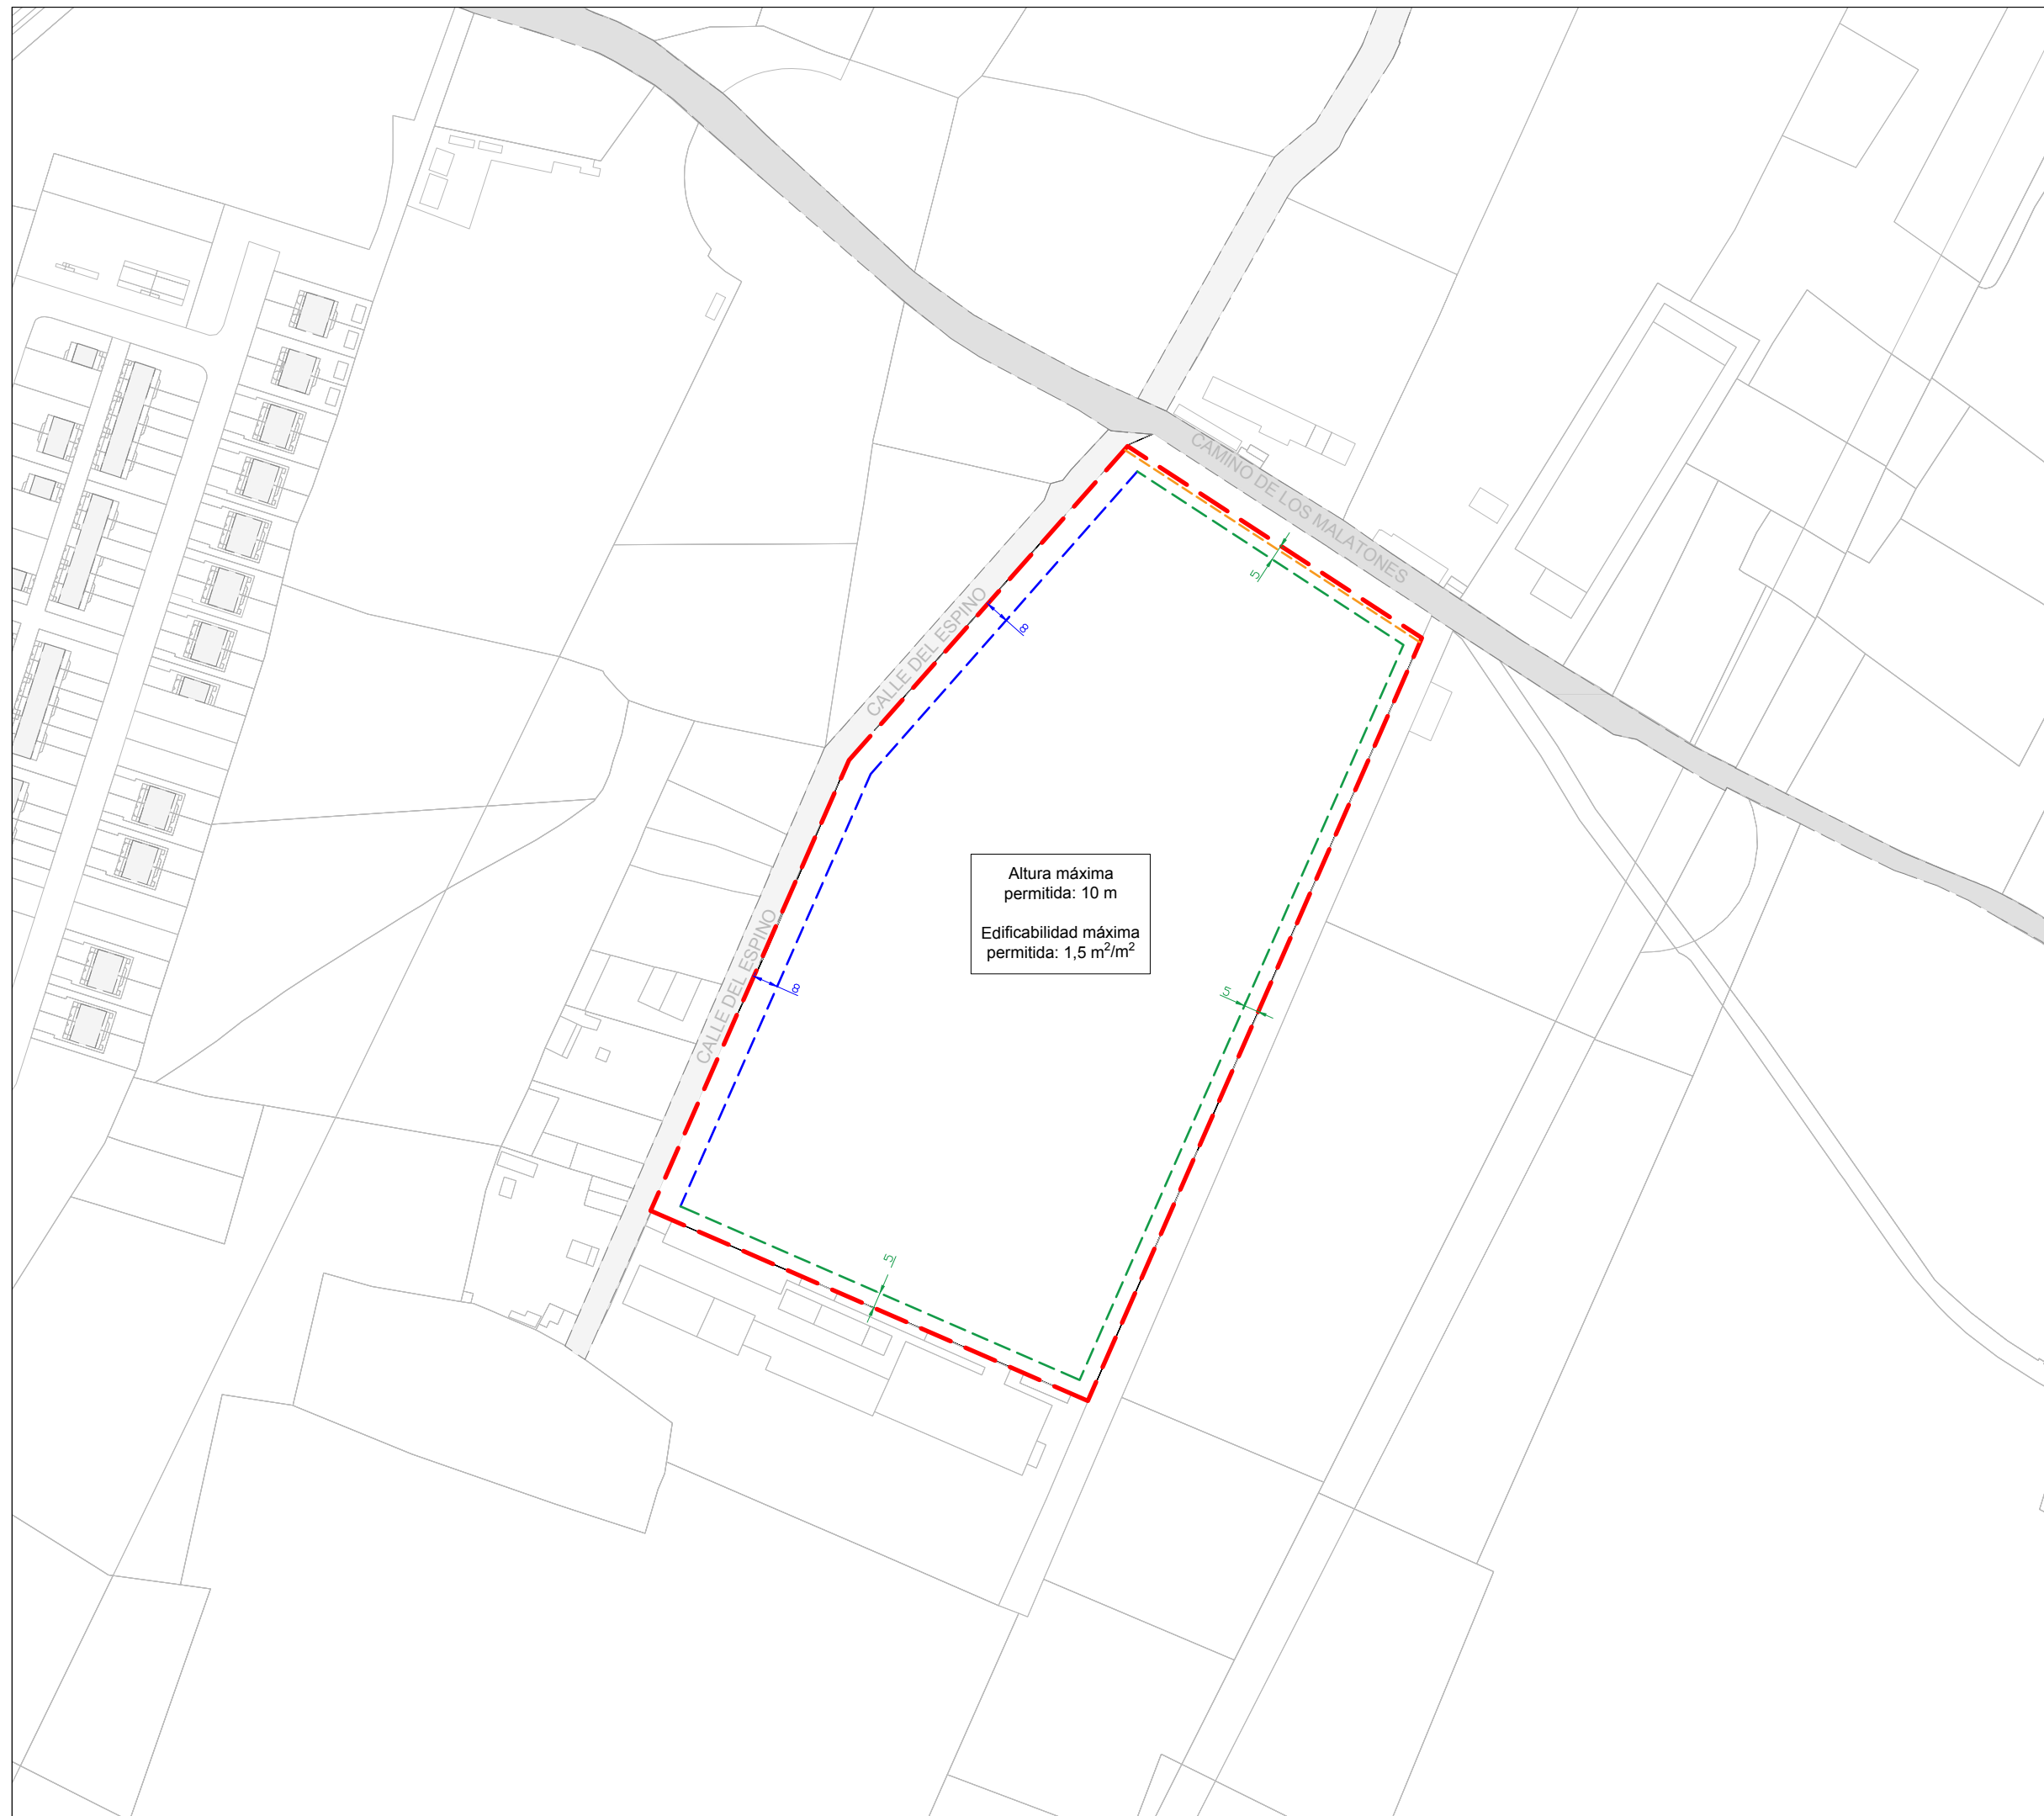 CAMINO DE LOS MALATONES
5
CALLE DEL ESPINO
8
Altura máxima
permitida: 10 m
Edificabilidad máxima
permitida: 1,5 m²/m²
CALLE DEL ESPINO
8
5
5